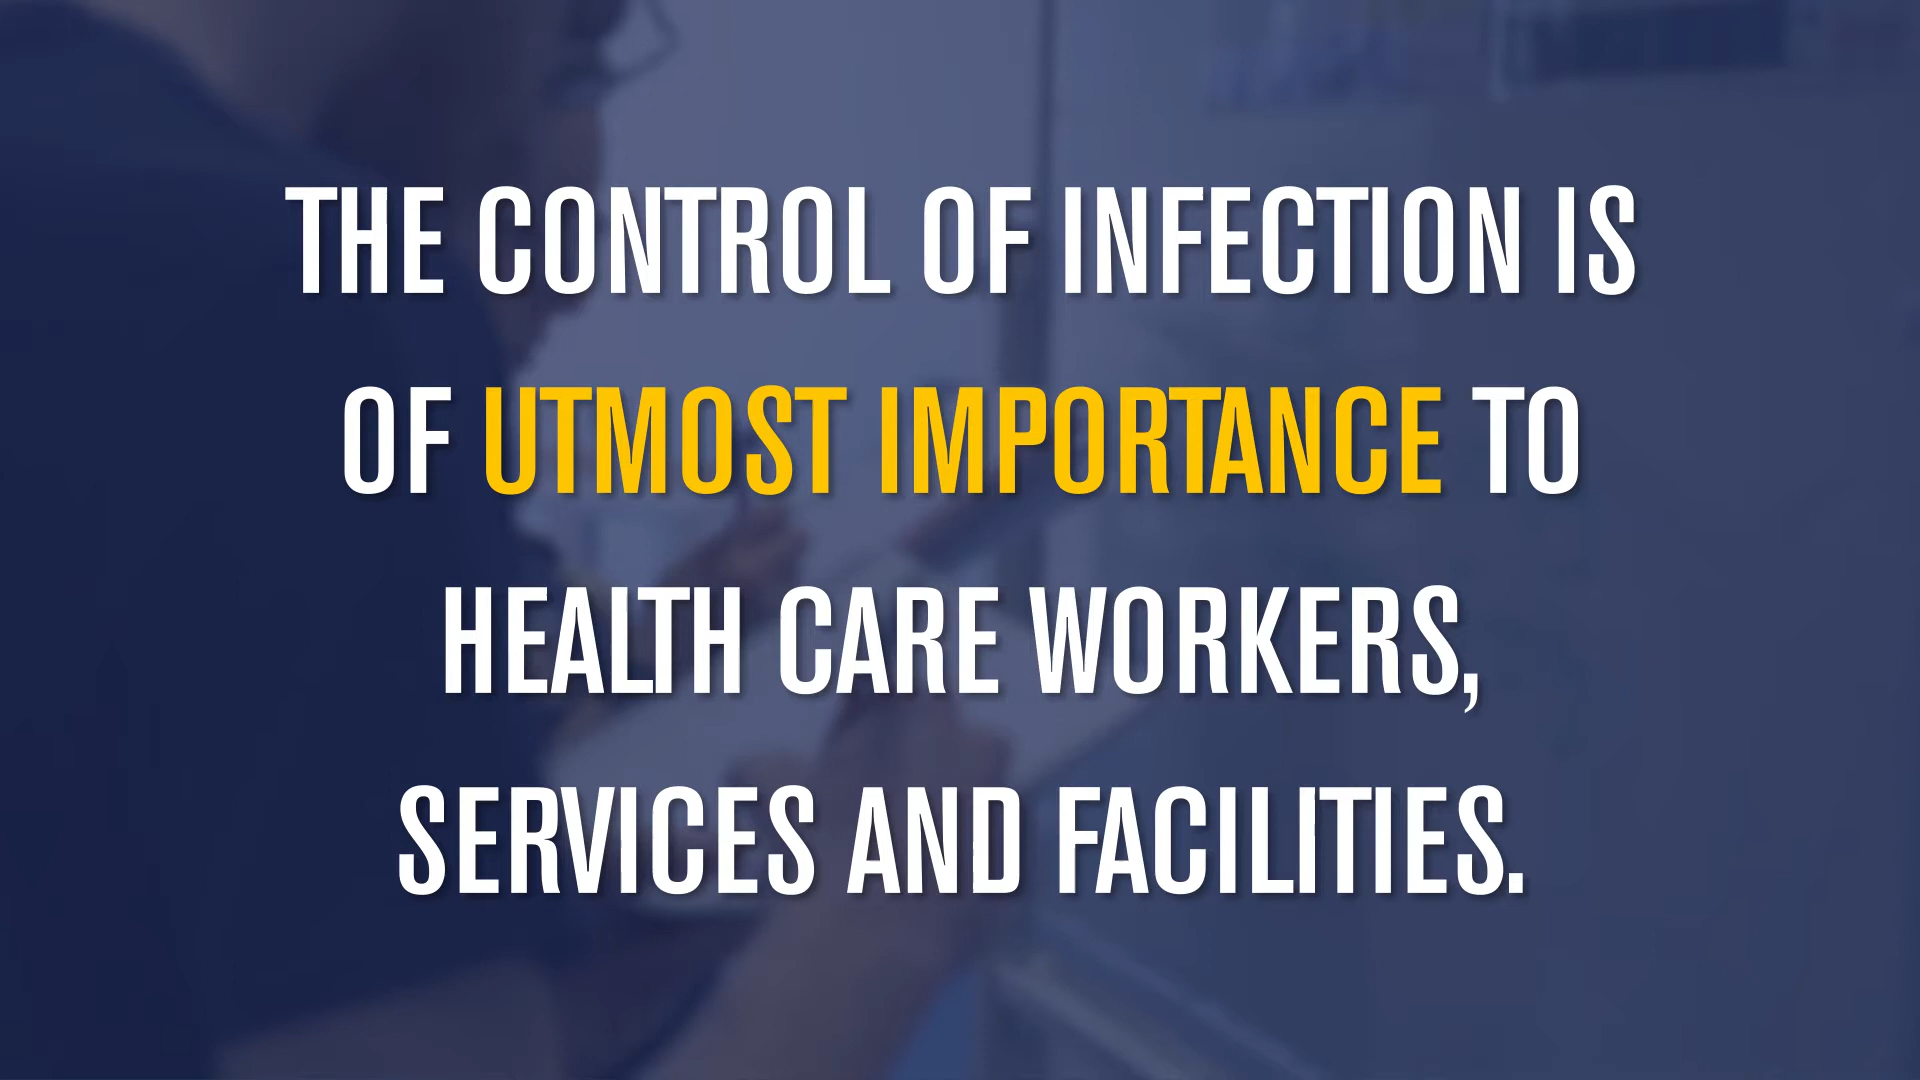 THE CONTROL OF INFECTION IS
OF UTMOST IMPORTANCE TO
HEALTH CARE WORKERS,
SERVICES AND FACILITIES.